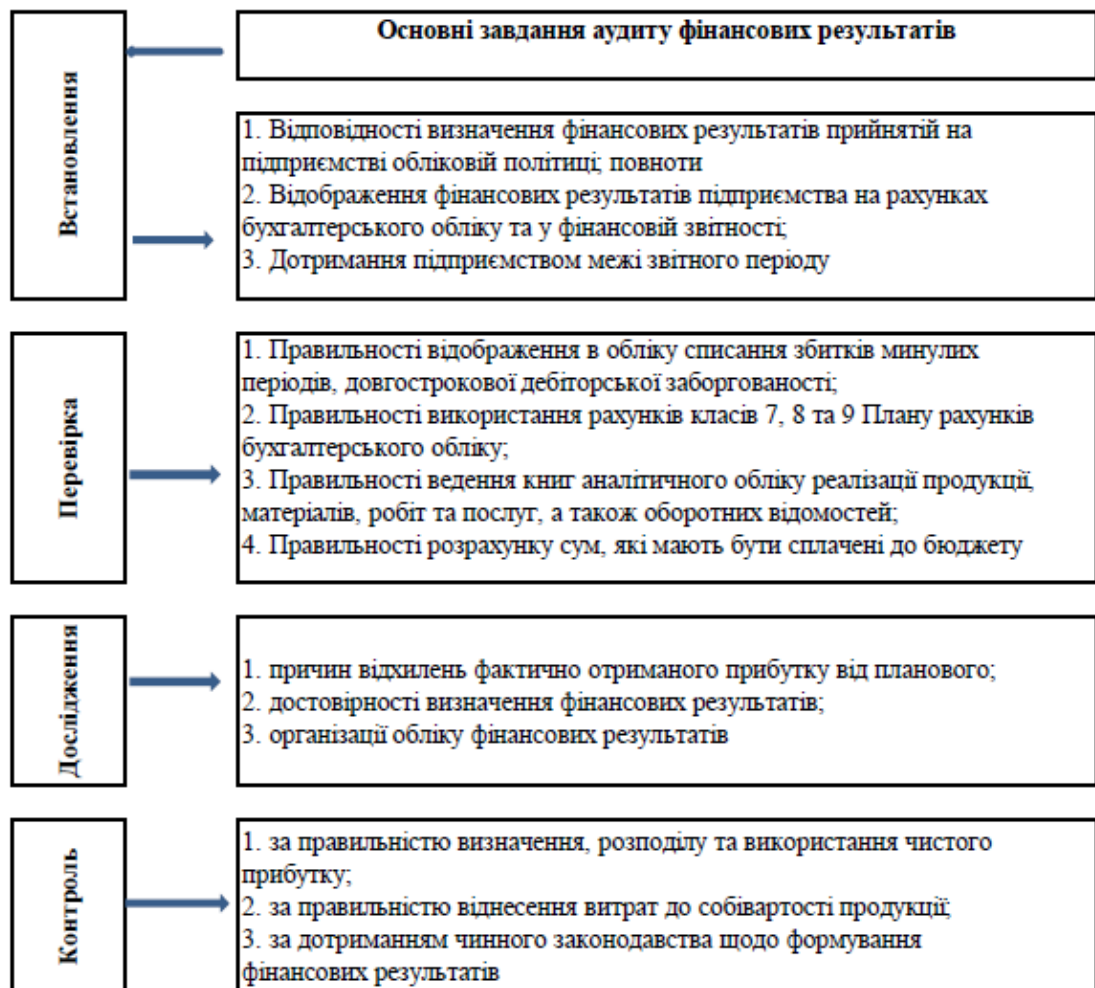 Основні завдання аудиту фінансових результатів
Встановлення
1. Відповідності визначення фінансових результатів прийнятій на
підприємстві обліковій політиці; повноти
2. Відображення фінансових результатів підприємства на рахунках
бухгалтерського обліку та у фінансовій звітності;
3. Дотримання підприємством межі звітного періоду
Перевірка
1. Правильності відображення в обліку списання збитків минулих
періодів, довгострокової дебіторської заборгованості;
2. Правильності використання рахунків класів 7, 8 та 9 Плану рахунків
бухгалтерського обліку;
3. Правильності ведення книг аналітичного обліку реалізації продукції,
матеріалів, робіт та послуг, а також оборотних відомостей;
4. Правильності розрахунку сум, які мають бути сплачені до бюджету
Дослідження
1. причин відхилень фактично отриманого прибутку від планового;
2. достовірності визначення фінансових результатів;
3. організації обліку фінансових результатів
Контроль
1. за правильністю визначення, розподілу та використання чистого
прибутку;
2. за правильністю віднесення витрат до собівартості продукції;
3. за дотриманням чинного законодавства щодо формування
фінансових результатів